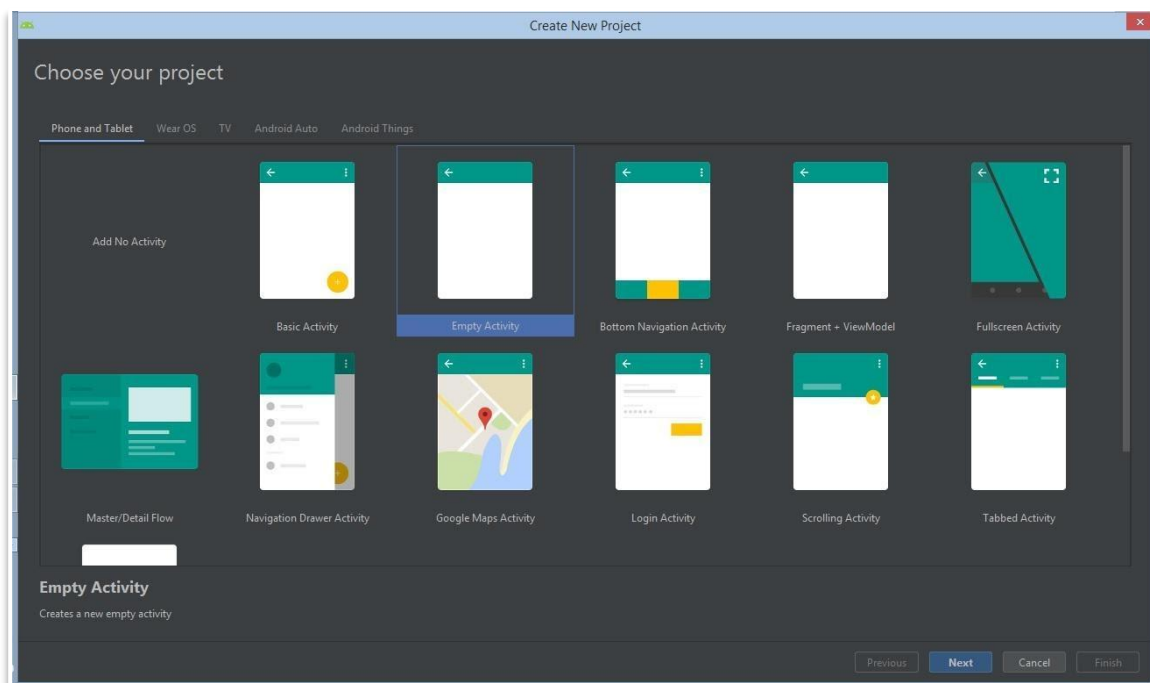 Create New Project
Choose your project
Phone and Tablet Wear OS TV Android Auto Android Things
Add No Activity
Basic Activity Empty Activity Bottom Navigation Activity Fragment + ViewModel Fullscreen Activity
Master/Detail Flow Navigation Drawer Activity Google Maps Activity Login Activity Scrolling Activity Tabbed Activity
Empty Activity
Creates a new empty activity
Previous Next Cancel Finish